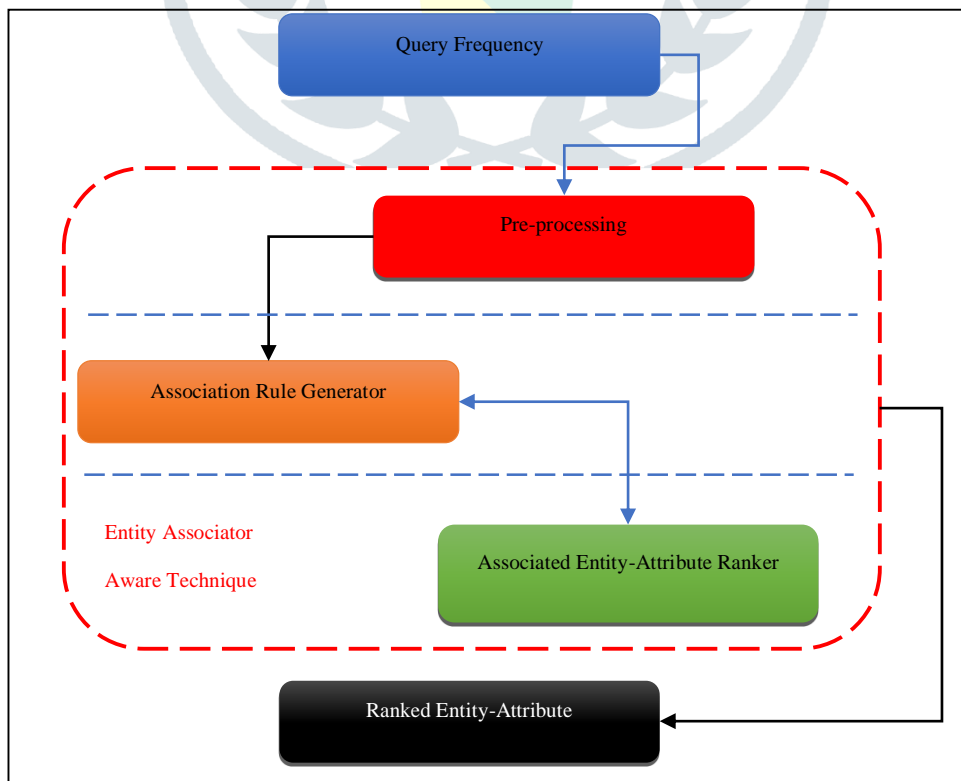 Query Frequency
Pre-processing
Association Rule Generator
Entity Associator
Aware Technique
Associated Entity-Attribute Ranker
Ranked Entity-Attribute